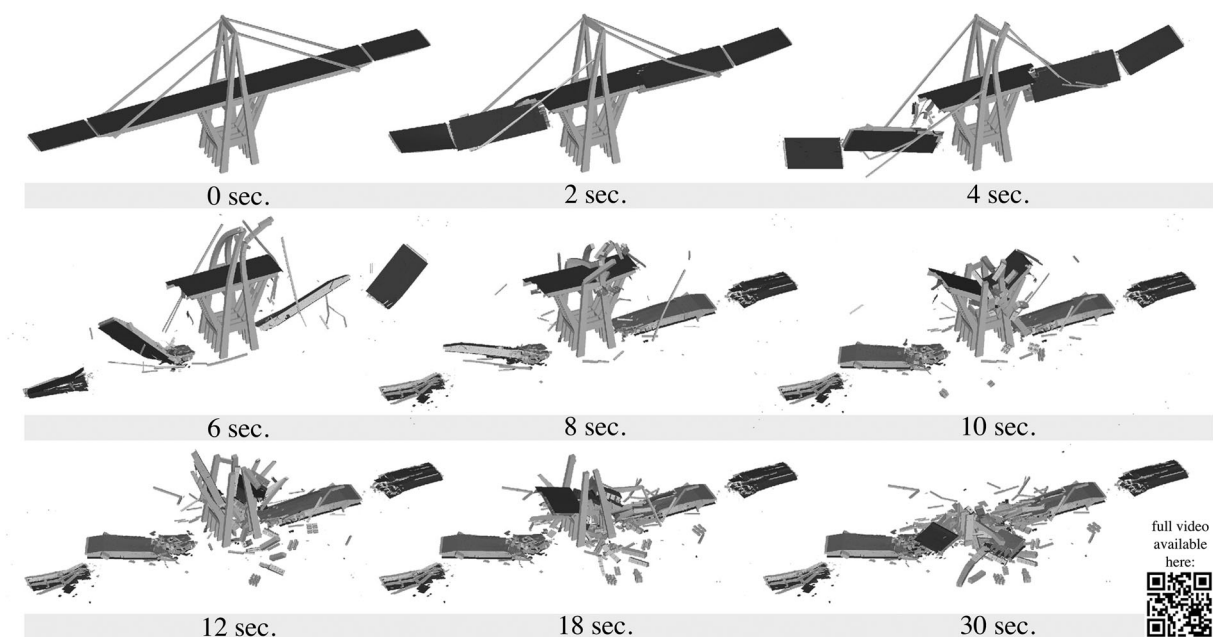 0 sec.
2 sec.
4 sec.
6 sec.
8 sec.
10 sec.
12 sec.
18 sec.
30 sec.
full video
available
here: